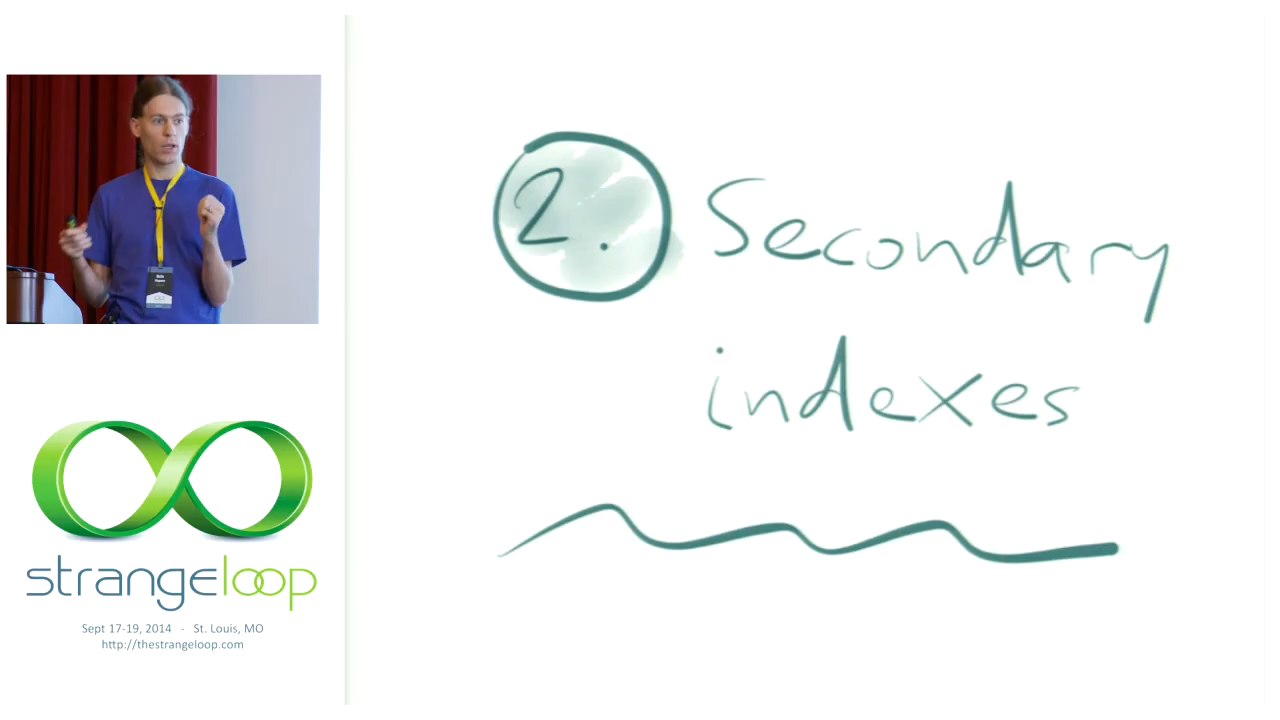 2. Secondary
indexes
strangeloop
Sept 17-19, 2014 - St. Louis, MO
http://thestrangeloop.com